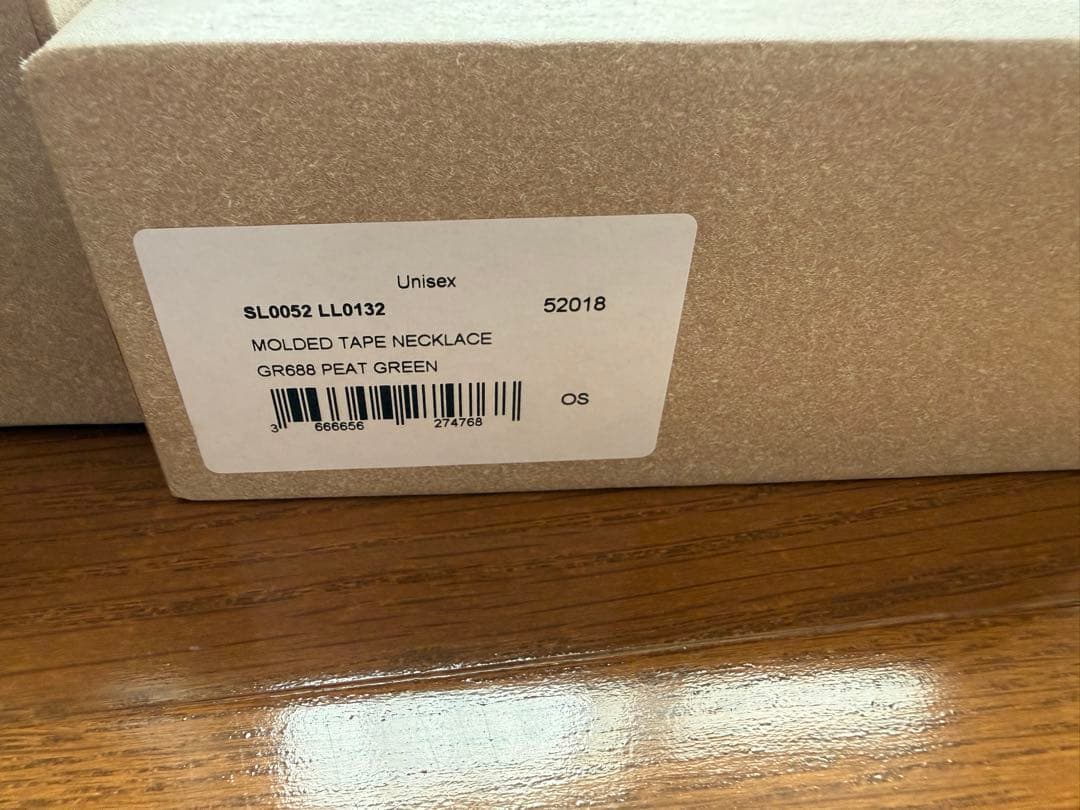 Unisex
SL0052 LL0132 52018
MOLDED TAPE NECKLACE
GR688 PEAT GREEN
OS
3 666656 274768